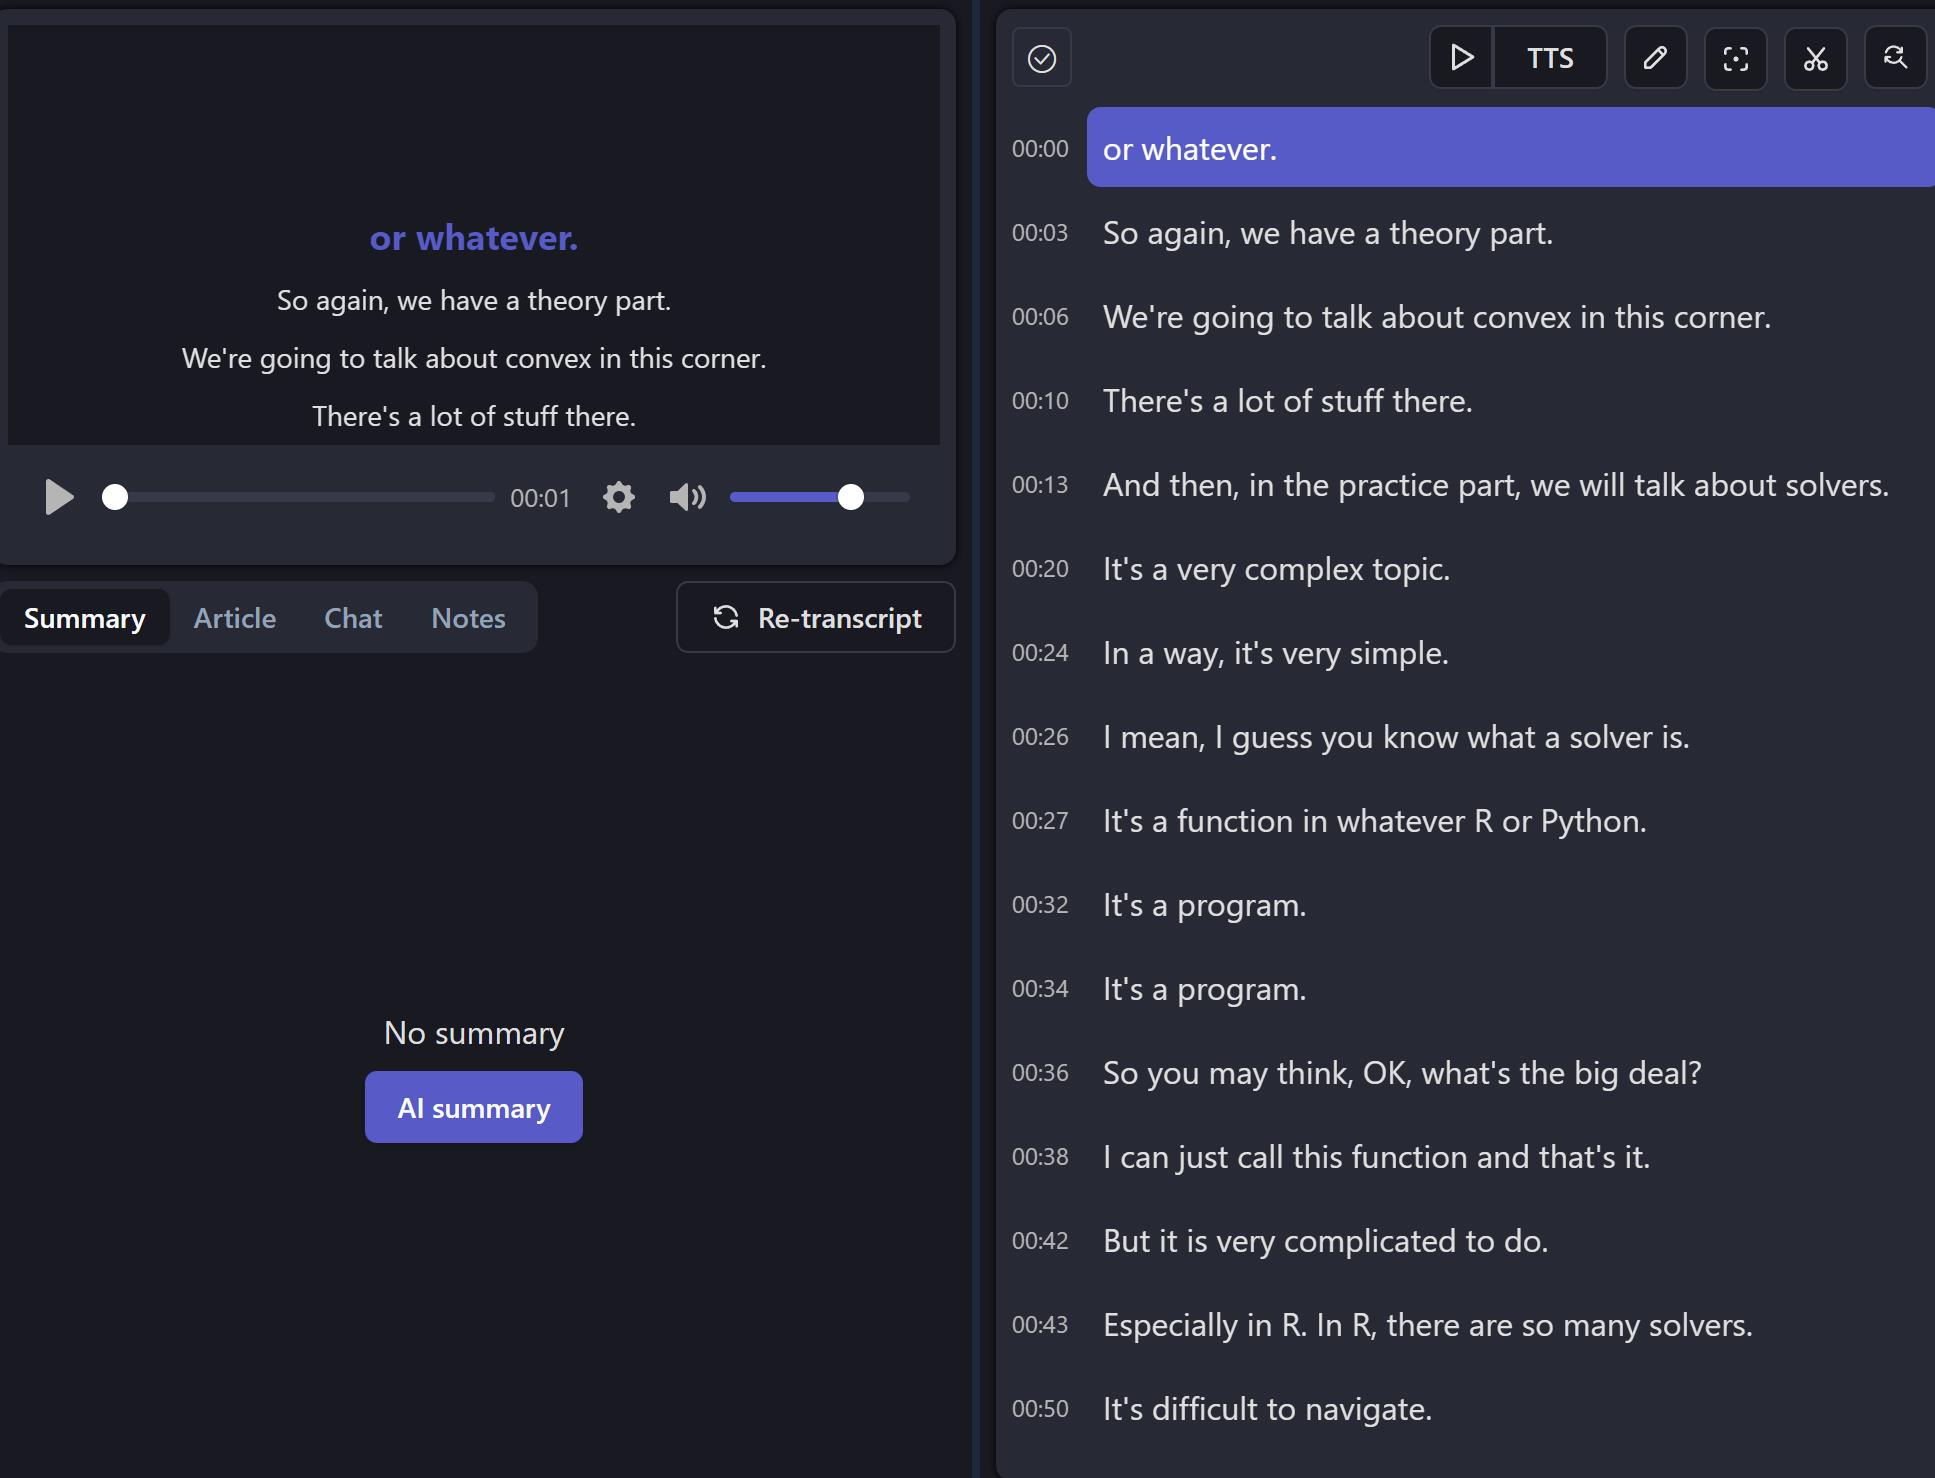 or whatever.
So again, we have a theory part.
We're going to talk about convex in this corner.
There's a lot of stuff there.
00:01
Summary
Article
Chat
Notes
Re-transcript
No summary
AI summary
TTS
00:00 or whatever.
00:03 So again, we have a theory part.
00:06 We're going to talk about convex in this corner.
00:10 There's a lot of stuff there.
00:13 And then, in the practice part, we will talk about solvers.
00:20 It's a very complex topic.
00:24 In a way, it's very simple.
00:26 I mean, I guess you know what a solver is.
00:27 It's a function in whatever R or Python.
00:32 It's a program.
00:34 It's a program.
00:36 So you may think, OK, what's the big deal?
00:38 I can just call this function and that's it.
00:42 But it is very complicated to do.
00:43 Especially in R. In R, there are so many solvers.
00:50 It's difficult to navigate.